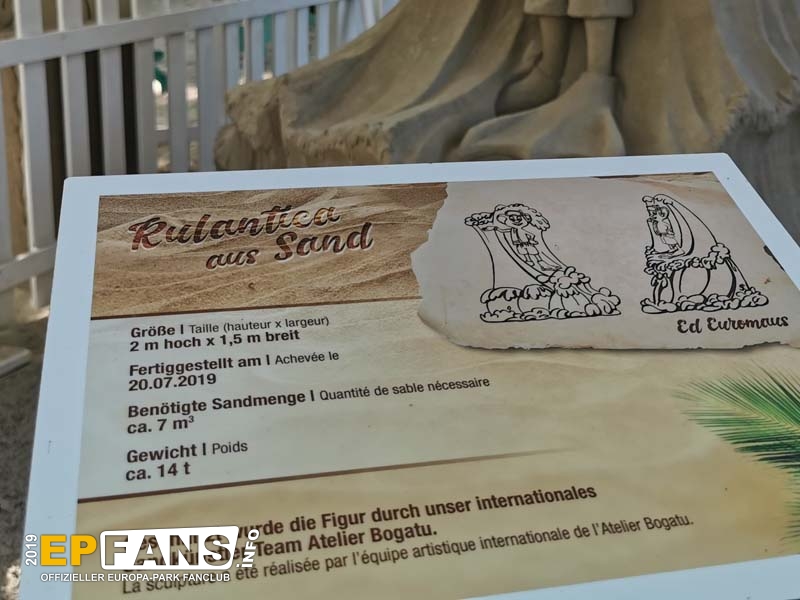 Rulantica
aus Sand
Ed Euromaus
Größe | Taille (hauteur x largeur)
2 m hoch x 1,5 m breit
Fertiggestellt am | Achevée le
20.07.2019
Benötigte Sandmenge | Quantité de sable nécessaire
ca. 7 m³
Gewicht | Poids
ca. 14 t
wurde die Figur durch unser internationales
Team Atelier Bogatu.
La sculpture été réalisée par l'équipe artistique internationale de l'Atelier Bogatu.
2019 EPFANS.INFO
OFFIZIELLER EUROPA-PARK FANCLUB